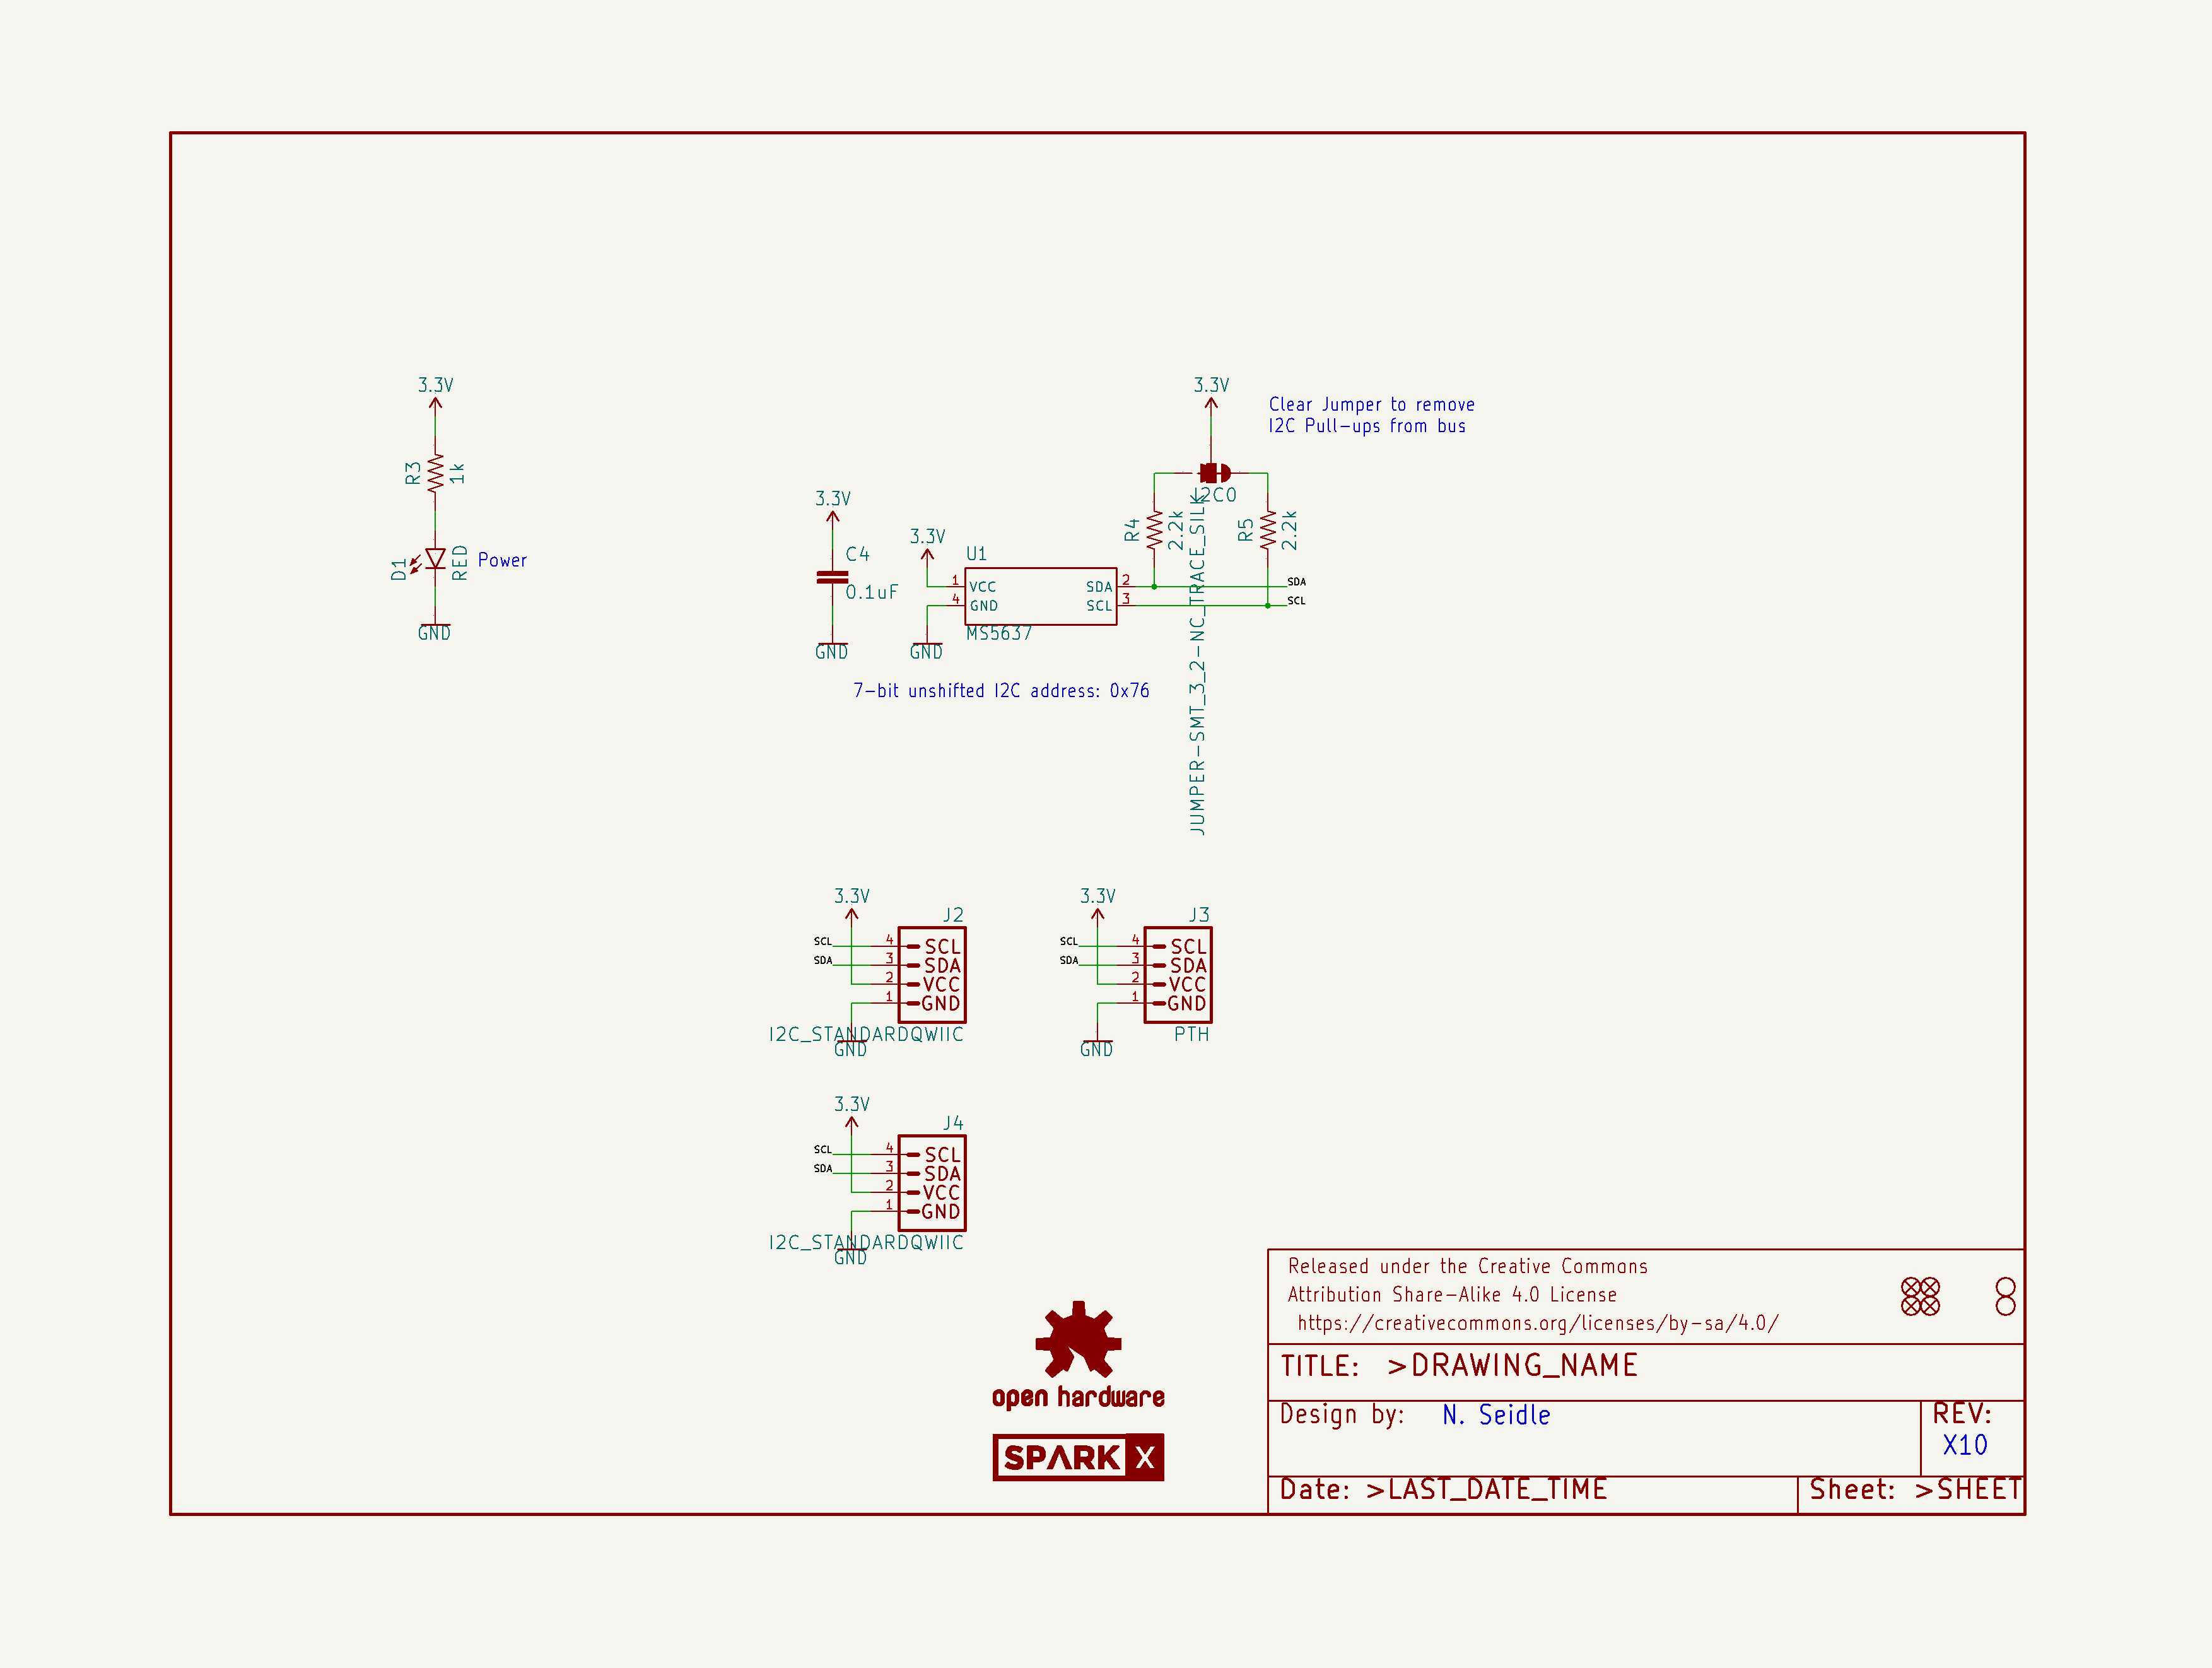 3.3V
R3
1k
D1
RED
Power
GND
3.3V
Clear Jumper to remove
I2C Pull-ups from bus
I2C0
JUMPER-SMT_3_2-NC_TRACE_SILK
R4
2.2k
R5
2.2k
3.3V
C4
0.1uF
GND
3.3V
U1
1 VCC
4 GND
SDA 2
SCL 3
SDA
SCL
MS5637
GND
7-bit unshifted I2C address: 0x76
3.3V
J2
SCL 4 SCL
SDA 3 SDA
2 VCC
1 GND
I2C_STANDARDQWIIC
GND
3.3V
J3
SCL 4 SCL
SDA 3 SDA
2 VCC
1 GND
PTH
GND
3.3V
J4
SCL 4 SCL
SDA 3 SDA
2 VCC
1 GND
I2C_STANDARDQWIIC
GND
open hardware
SPARK X
Released under the Creative Commons
Attribution Share-Alike 4.0 License
https://creativecommons.org/licenses/by-sa/4.0/
TITLE: >DRAWING_NAME
Design by: N. Seidle
REV:
X10
Date: >LAST_DATE_TIME
Sheet: >SHEET